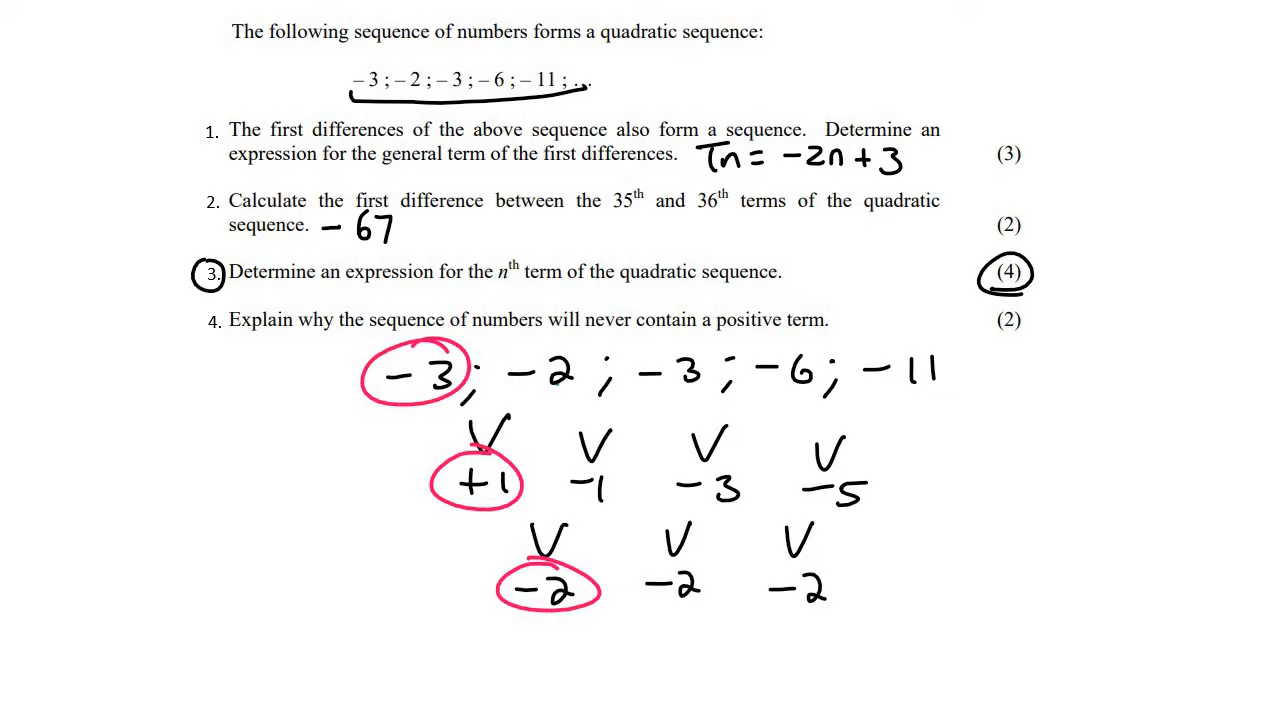 The following sequence of numbers forms a quadratic sequence:
– 3 ; – 2 ; – 3 ; – 6 ; – 11 ; ...
1. The first differences of the above sequence also form a sequence. Determine an
expression for the general term of the first differences. Tn = -2n + 3 (3)
2. Calculate the first difference between the 35th and 36th terms of the quadratic
sequence. - 67 (2)
3. Determine an expression for the nth term of the quadratic sequence. (4)
4. Explain why the sequence of numbers will never contain a positive term. (2)
-3 ; -2 ; -3 ; -6 ; -11
V V V V
+1 -1 -3 -5
V V V
-2 -2 -2